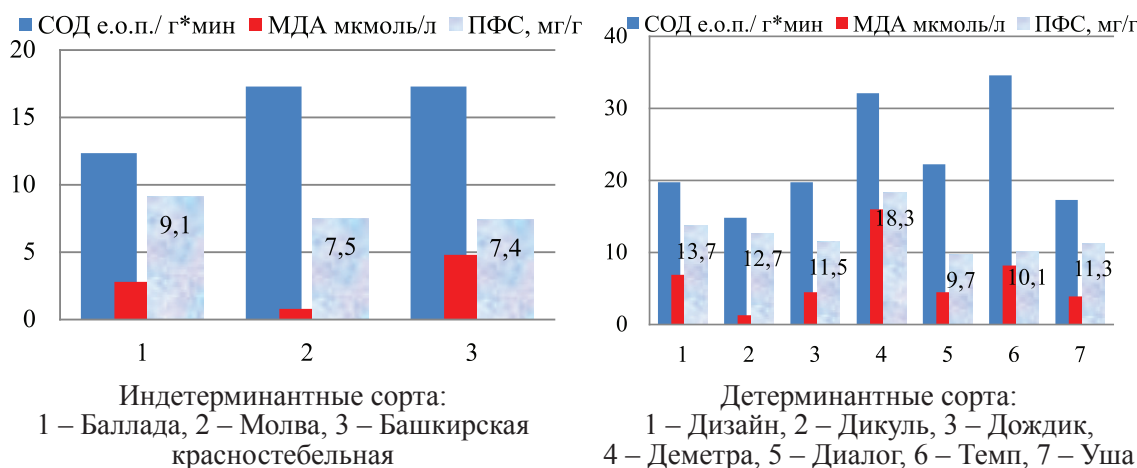 СОД е.о.п./ г*мин МДА мкмоль/л ПФС, мг/г
20
15
10
5
0
9,1
7,5
7,4
1 2 3
Индетерминантные сорта:
1 – Баллада, 2 – Молва, 3 – Башкирская
красностебельная
СОД е.о.п./ г*мин МДА мкмоль/л ПФС, мг/г
40
30
20
10
0
13,7
12,7
11,5
18,3
9,7
10,1
11,3
1 2 3 4 5 6 7
Детерминантные сорта:
1 – Дизайн, 2 – Дикуль, 3 – Дождик,
4 – Деметра, 5 – Диалог, 6 – Темп, 7 – Уша